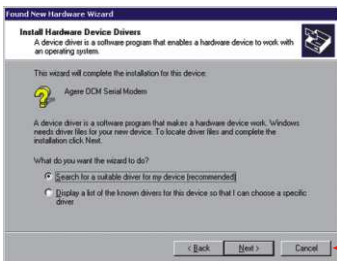 Found New Hardware Wizard
Install Hardware Device Drivers
A device driver is a software program that enables a hardware device to work with
an operating system.
This wizard will complete the installation for this device:
Agere OCM Serial Modem
A device driver is a software program that makes a hardware device work. Windows
needs driver files for your new device. To locate driver files and complete the
installation click Next.
What do you want the wizard to do?
Search for a suitable driver for my device (recommended)
Display a list of the known drivers for this device so that I can choose a specific
driver
< Back Next > Cancel